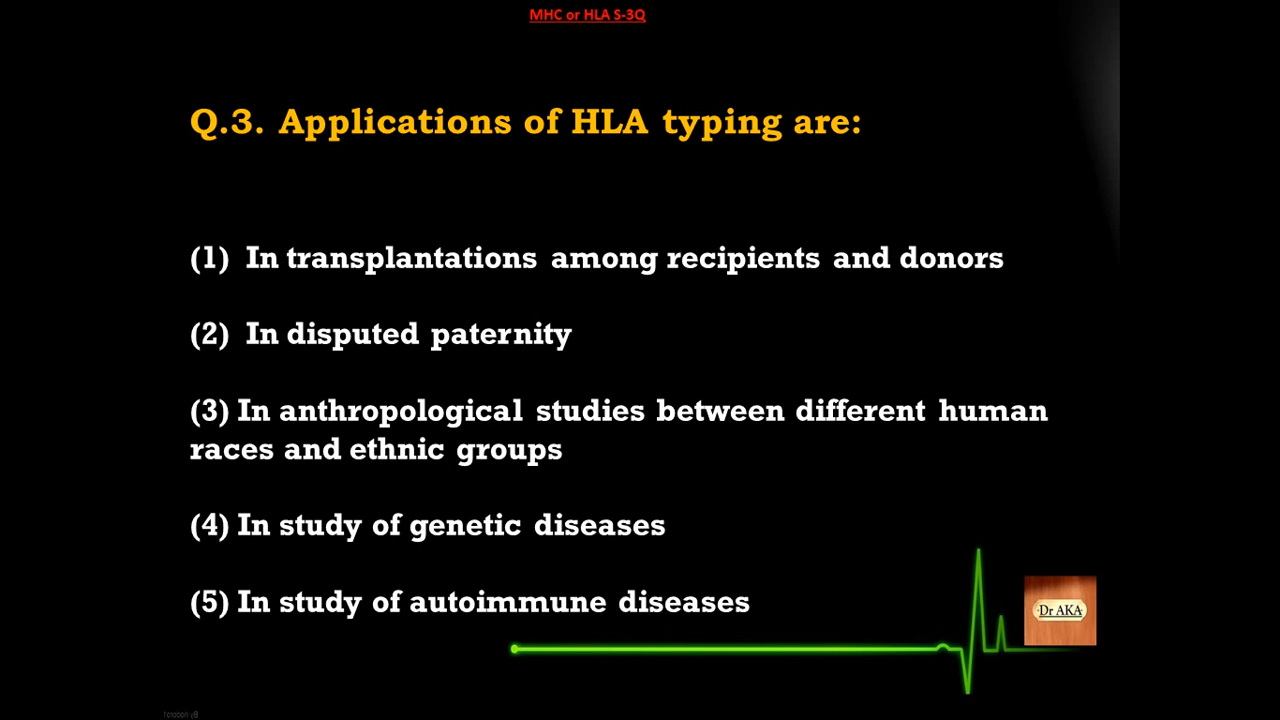 MHC or HLA S-3Q
Q.3. Applications of HLA typing are:
(1) In transplantations among recipients and donors
(2) In disputed paternity
(3) In anthropological studies between different human
races and ethnic groups
(4) In study of genetic diseases
(5) In study of autoimmune diseases
Dr AKA